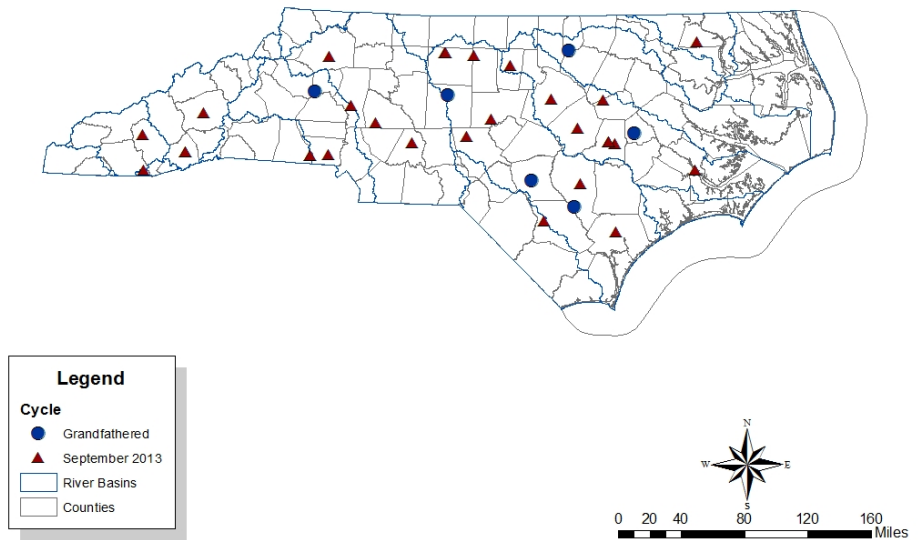 Legend
Cycle
Grandfathered
September 2013
River Basins
Counties
N
W E
S
0 20 40 80 120 160
Miles